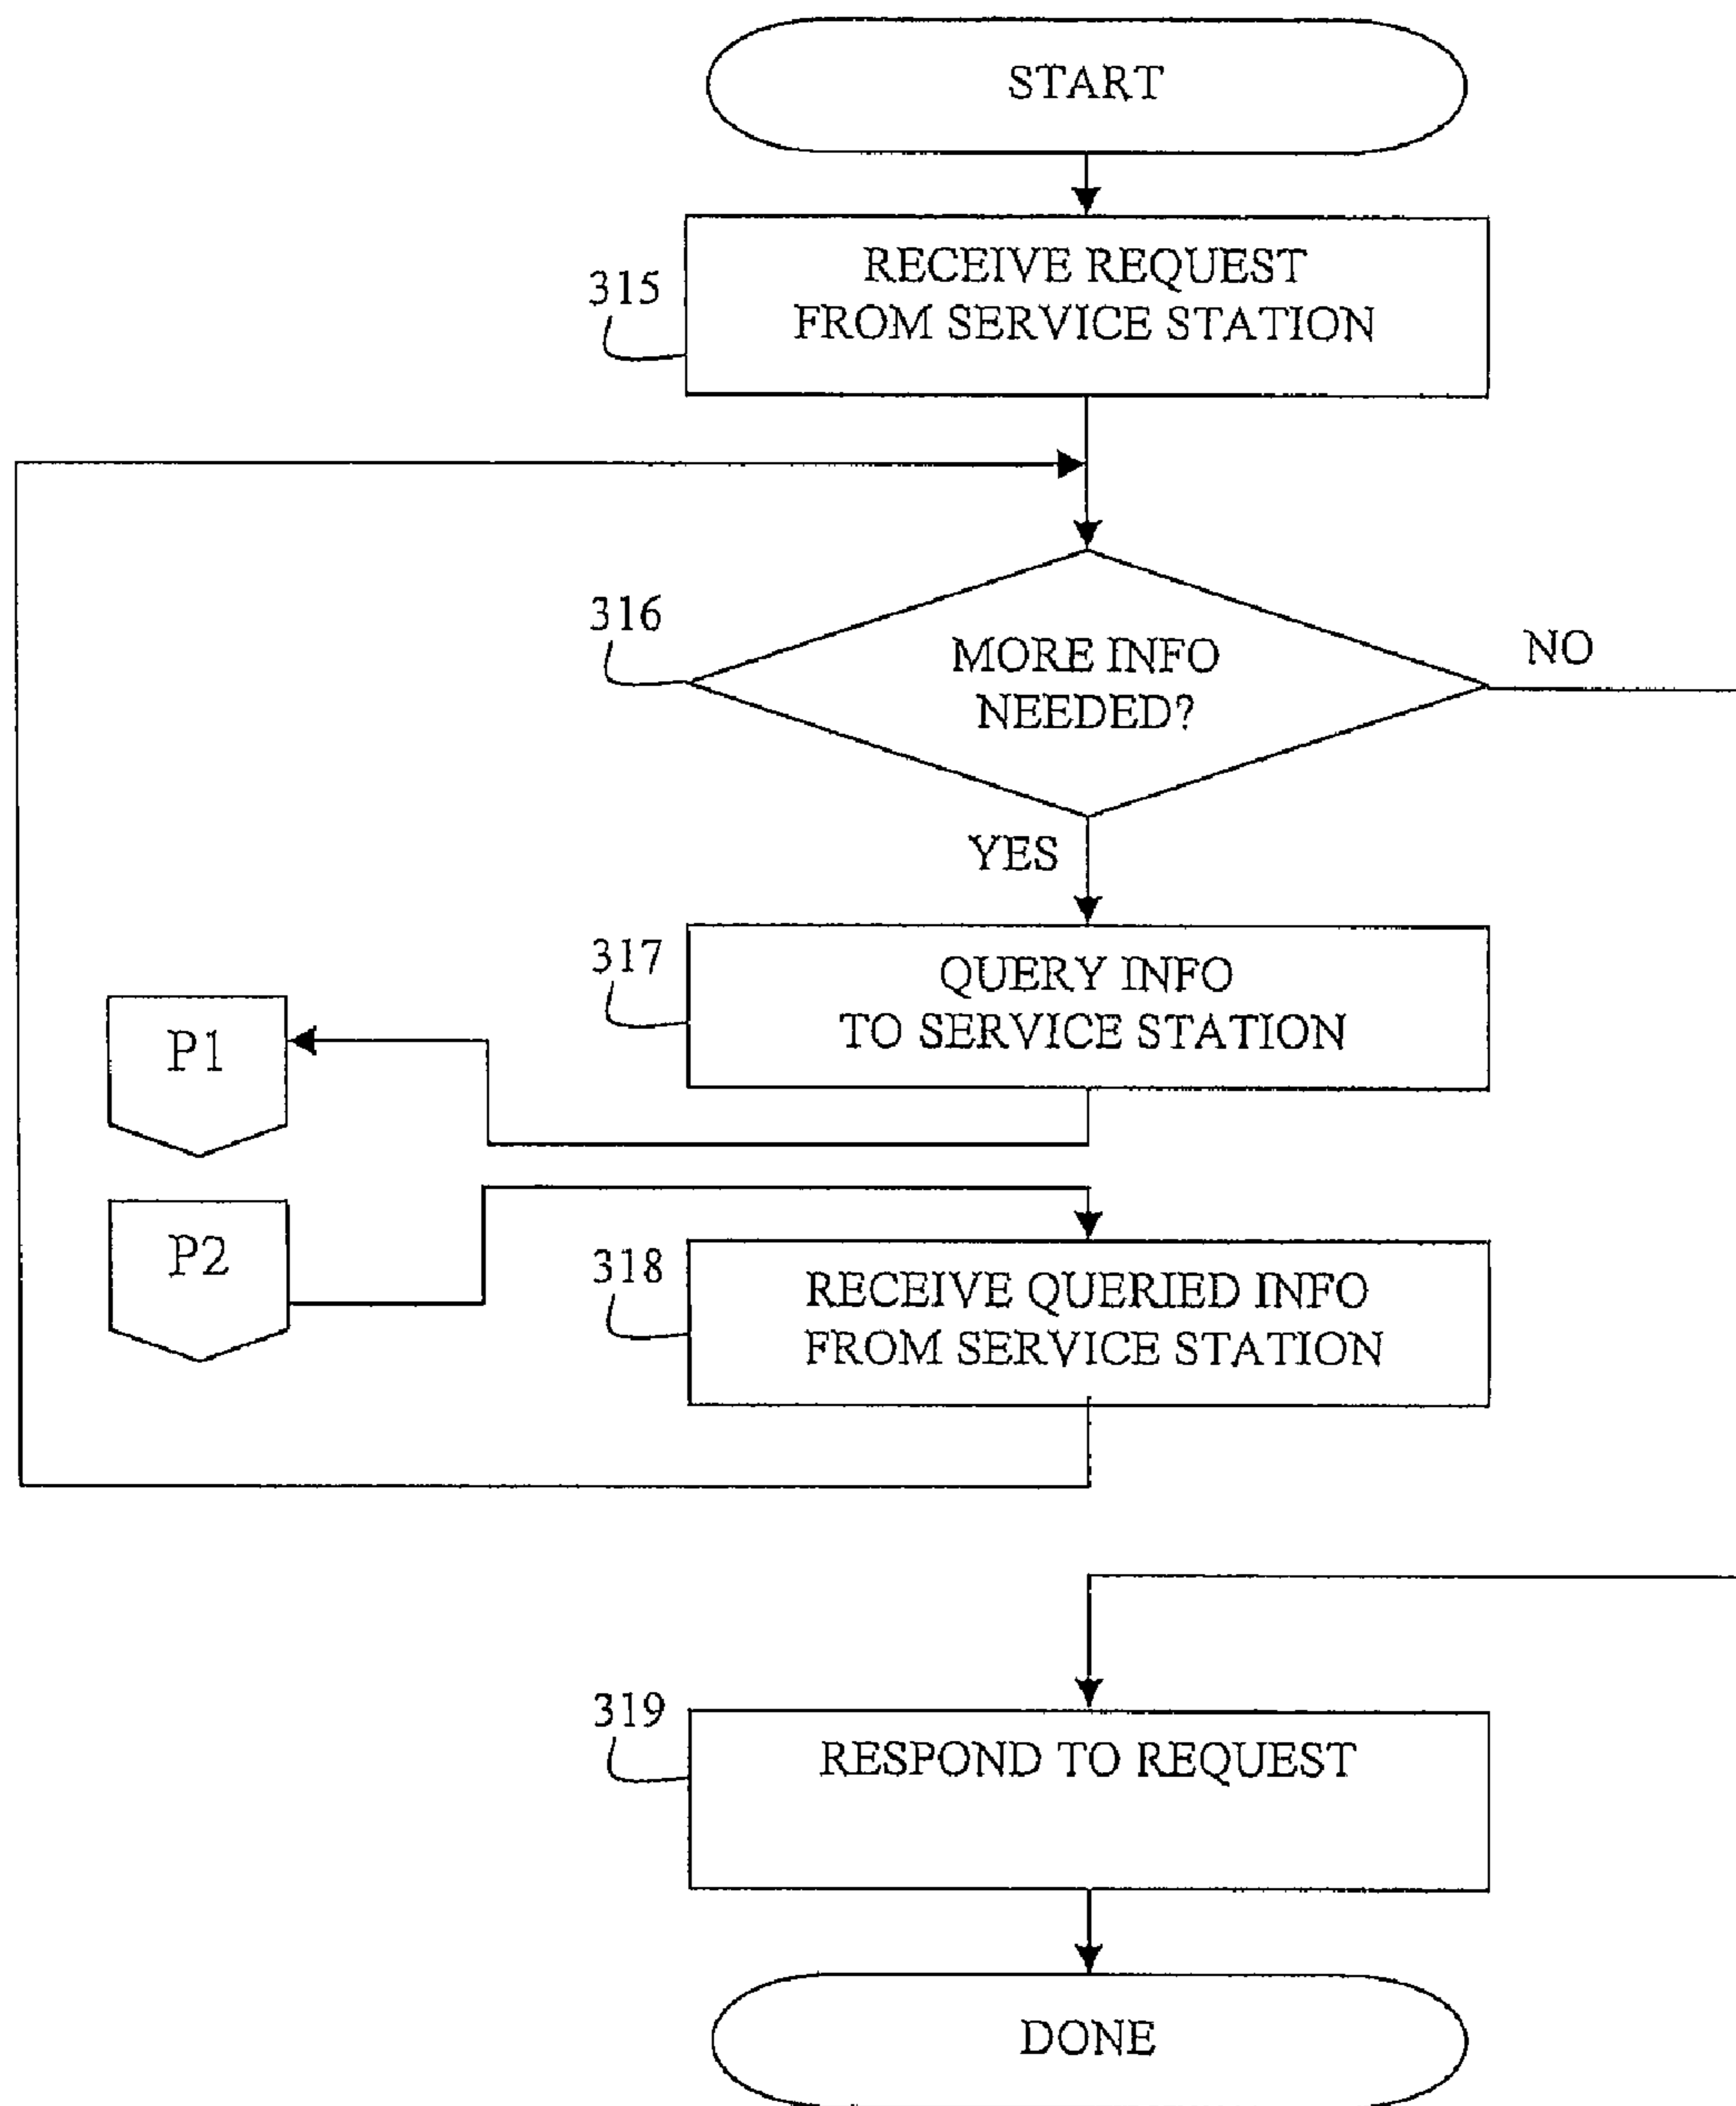 START
315
RECEIVE REQUEST
FROM SERVICE STATION
316
MORE INFO
NEEDED?
NO
YES
317
QUERY INFO
TO SERVICE STATION
P1
P2
318
RECEIVE QUERIED INFO
FROM SERVICE STATION
319
RESPOND TO REQUEST
DONE